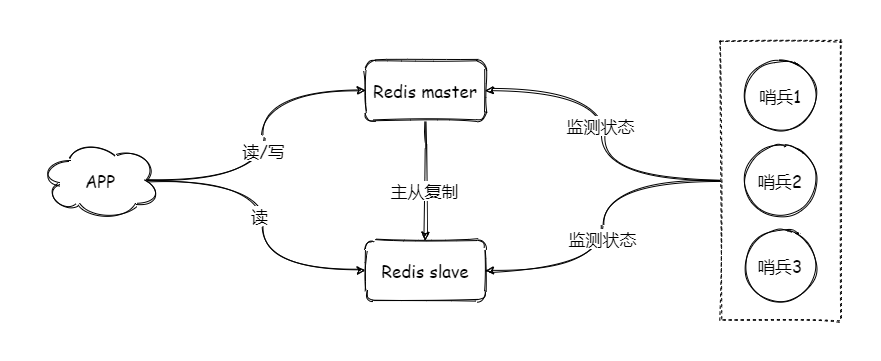 Redis master
哨兵1
监测状态
读/写
APP
哨兵2
主从复制
读
监测状态
Redis slave
哨兵3